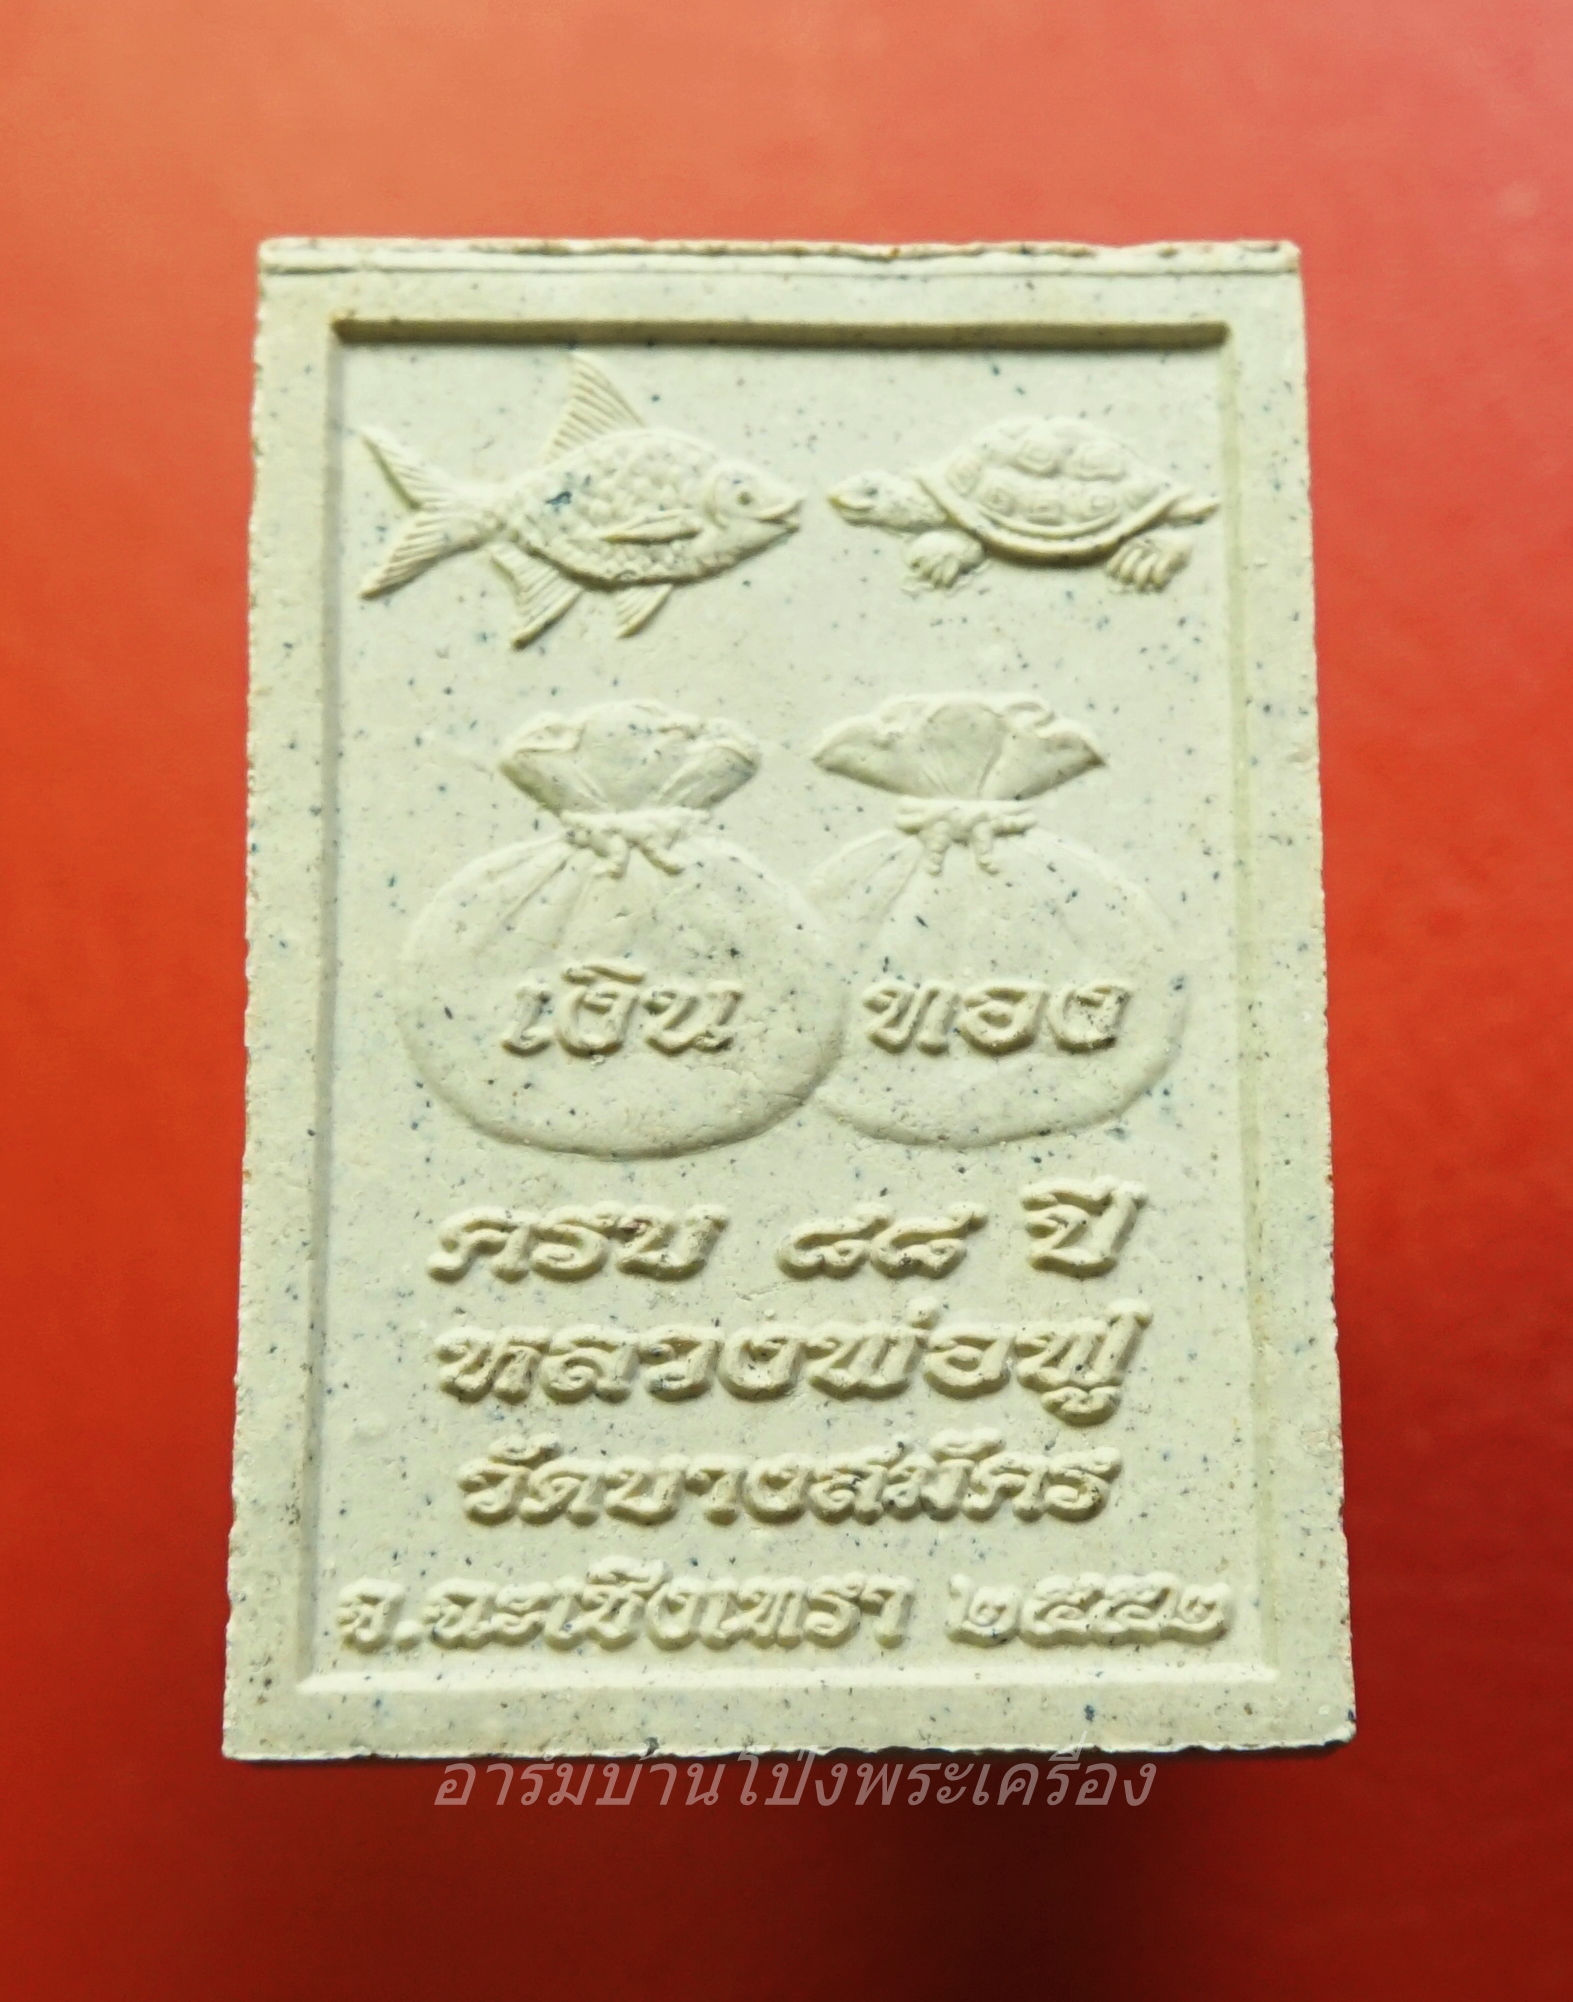 เงิน ทอง
ครบ ๘๘ ปี
หลวงพ่อฟู
วัดบางสมัคร
จ.ฉะเชิงเทรา ๒๕๕๒
อาร์มบ้านโป่งพระเครื่อง